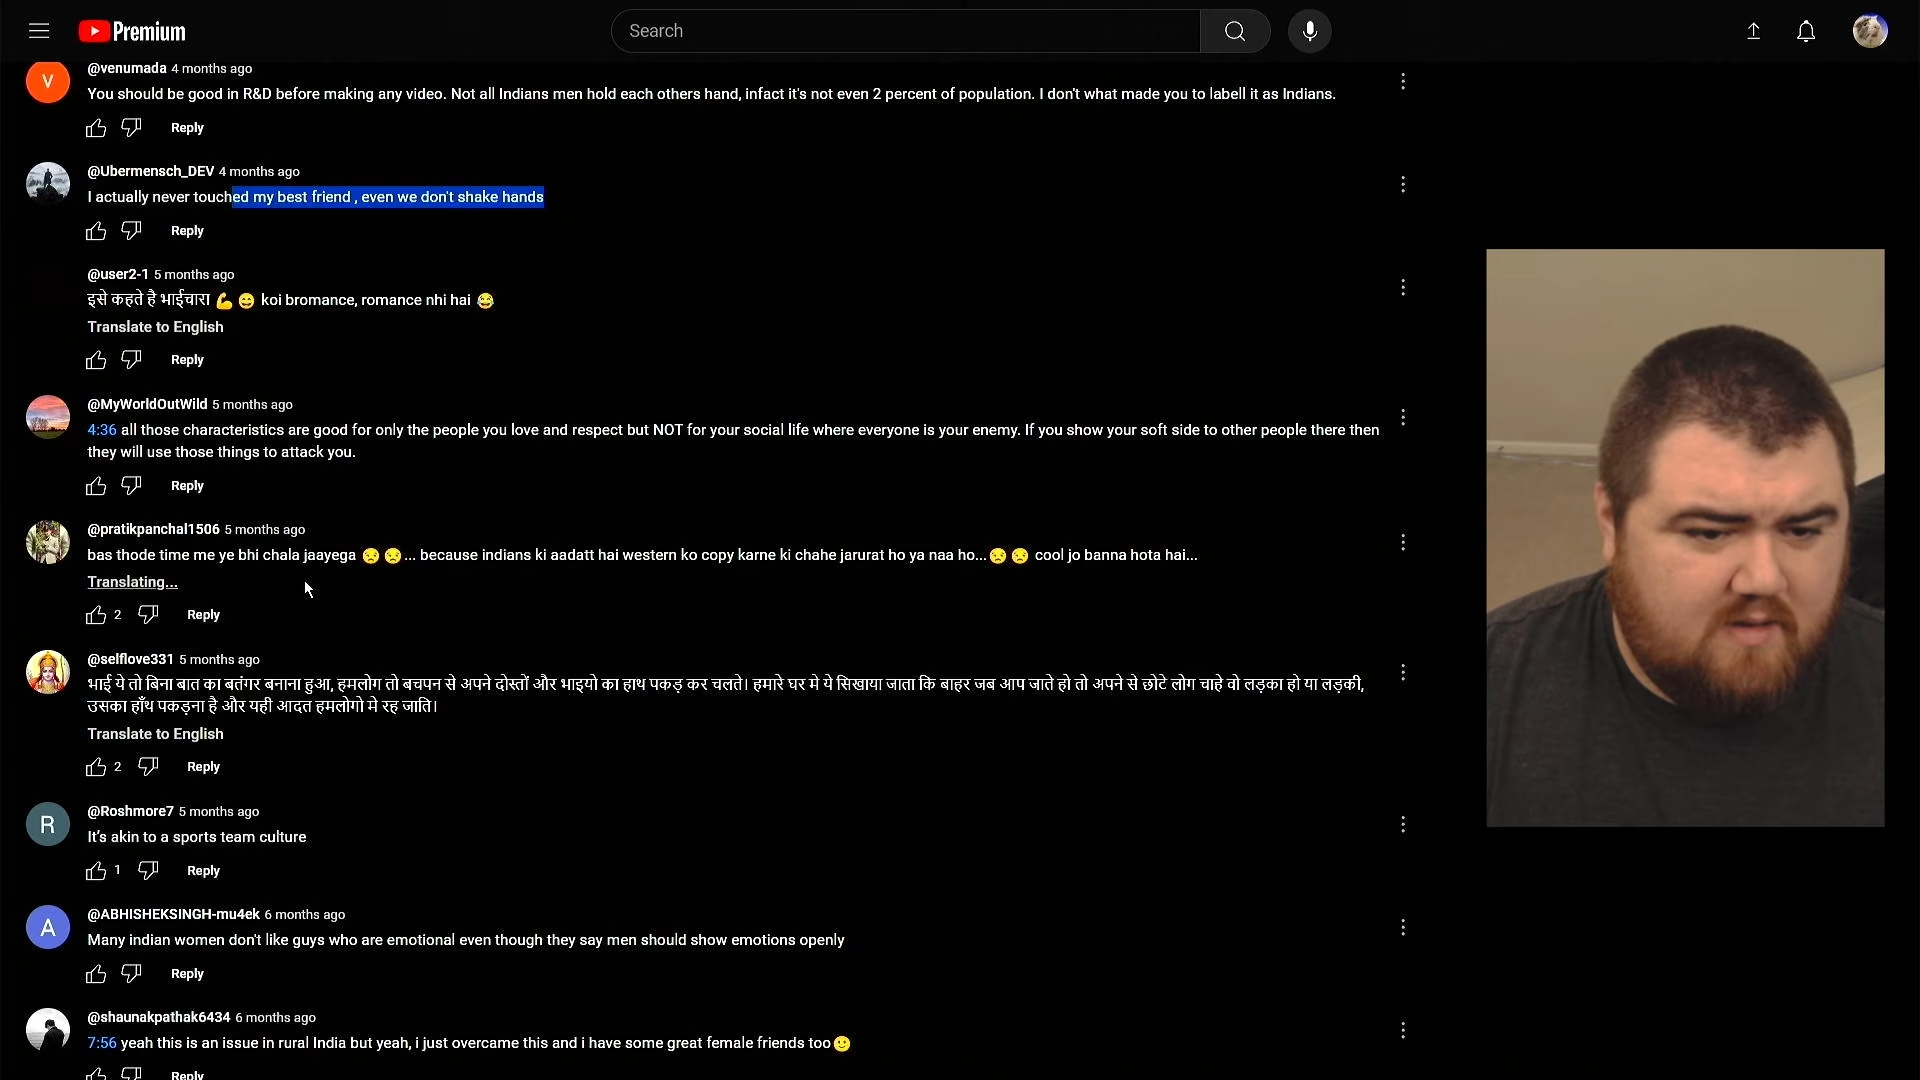 Premium
Search
@venumada 4 months ago
V
You should be good in R&D before making any video. Not all Indians men hold each others hand, infact it's not even 2 percent of population. I don't what made you to labell it as Indians.
Reply
@Ubermensch_DEV 4 months ago
I actually never touched my best friend , even we don't shake hands
Reply
@user2-1 5 months ago
इसे कहते है भाईचारा 💪 😄 koi bromance, romance nhi hai 😂
Translate to English
Reply
@MyWorldOutWild 5 months ago
4:36 all those characteristics are good for only the people you love and respect but NOT for your social life where everyone is your enemy. If you show your soft side to other people there then
they will use those things to attack you.
Reply
@pratikpanchal1506 5 months ago
bas thode time me ye bhi chala jaayega 😒 😒... because indians ki aadatt hai western ko copy karne ki chahe jarurat ho ya naa ho...😒 😒 cool jo banna hota hai...
Translating...
2 Reply
@selflove331 5 months ago
भाई ये तो बिना बात का बतंगर बनाना हुआ, हमलोग तो बचपन से अपने दोस्तों और भाइयो का हाथ पकड़ कर चलते। हमारे घर मे ये सिखाया जाता कि बाहर जब आप जाते हो तो अपने से छोटे लोग चाहे वो लड़का हो या लड़की,
उसका हाँथ पकड़ना है और यही आदत हमलोगो मे रह जाति।
Translate to English
2 Reply
@Roshmore7 5 months ago
R
It's akin to a sports team culture
1 Reply
@ABHISHEKSINGH-mu4ek 6 months ago
A
Many indian women don't like guys who are emotional even though they say men should show emotions openly
Reply
@shaunakpathak6434 6 months ago
7:56 yeah this is an issue in rural India but yeah, i just overcame this and i have some great female friends too🙂
Reply